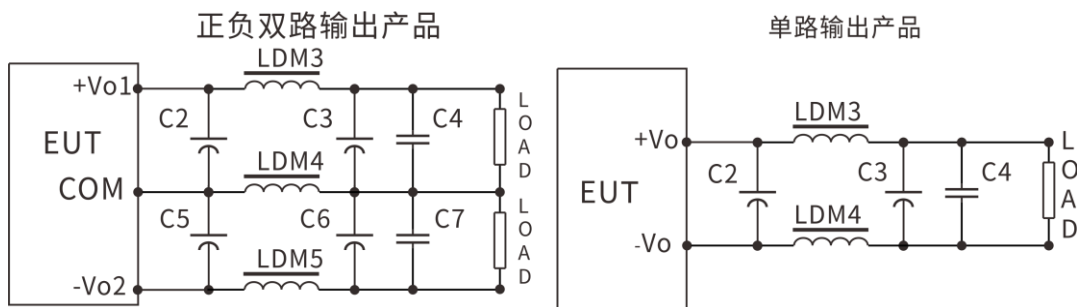 正负双路输出产品
LDM3
+Vo1
C2
C3
C4
LOAD
EUT
LDM4
COM
C5
C6
C7
LOAD
LDM5
-Vo2
单路输出产品
LDM3
+Vo
C2
C3
C4
LOAD
EUT
LDM4
-Vo